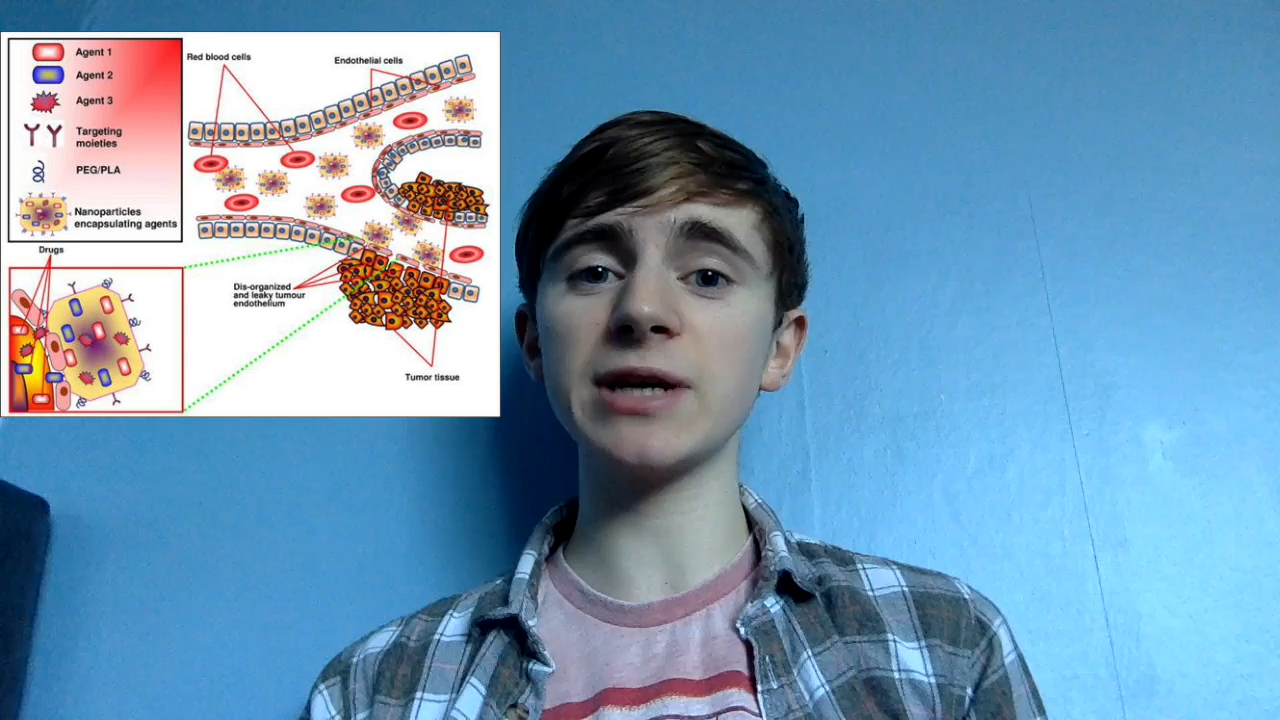 Agent 1
Agent 2
Agent 3
Targeting
moieties
PEG/PLA
Nanoparticles
encapsulating agents
Drugs
Red blood cells
Endothelial cells
Dis-organized
and leaky tumour
endothelium
Tumor tissue